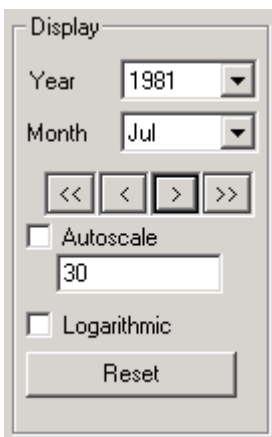 Display
Year 1981
Month Jul
<< < > >>
Autoscale
30
Logarithmic
Reset